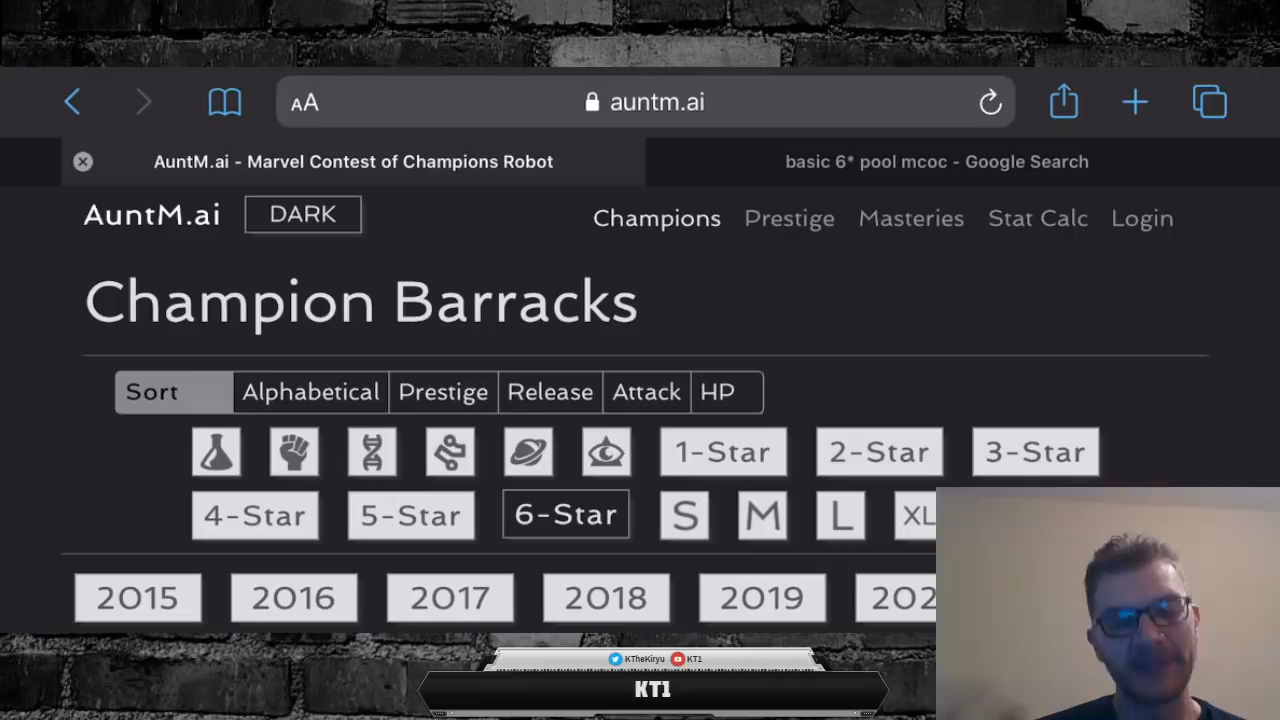 AA
auntm.ai
AuntM.ai - Marvel Contest of Champions Robot
basic 6* pool mcoc - Google Search
AuntM.ai DARK Champions Prestige Masteries Stat Calc Login
Champion Barracks
Sort Alphabetical Prestige Release Attack HP
1-Star 2-Star 3-Star
4-Star 5-Star 6-Star S M L XL
2015 2016 2017 2018 2019
KTheKiryu KT1
KT1